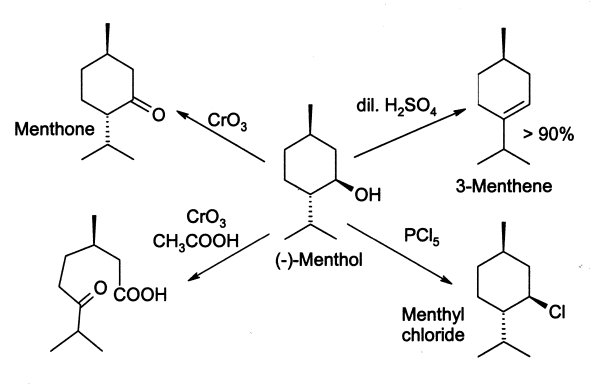 O
Menthone
CrO₃
dil. H₂SO₄
> 90%
3-Menthene
OH
(-)-Menthol
CrO₃
CH₃COOH
O
COOH
PCl₅
Menthyl
chloride
Cl